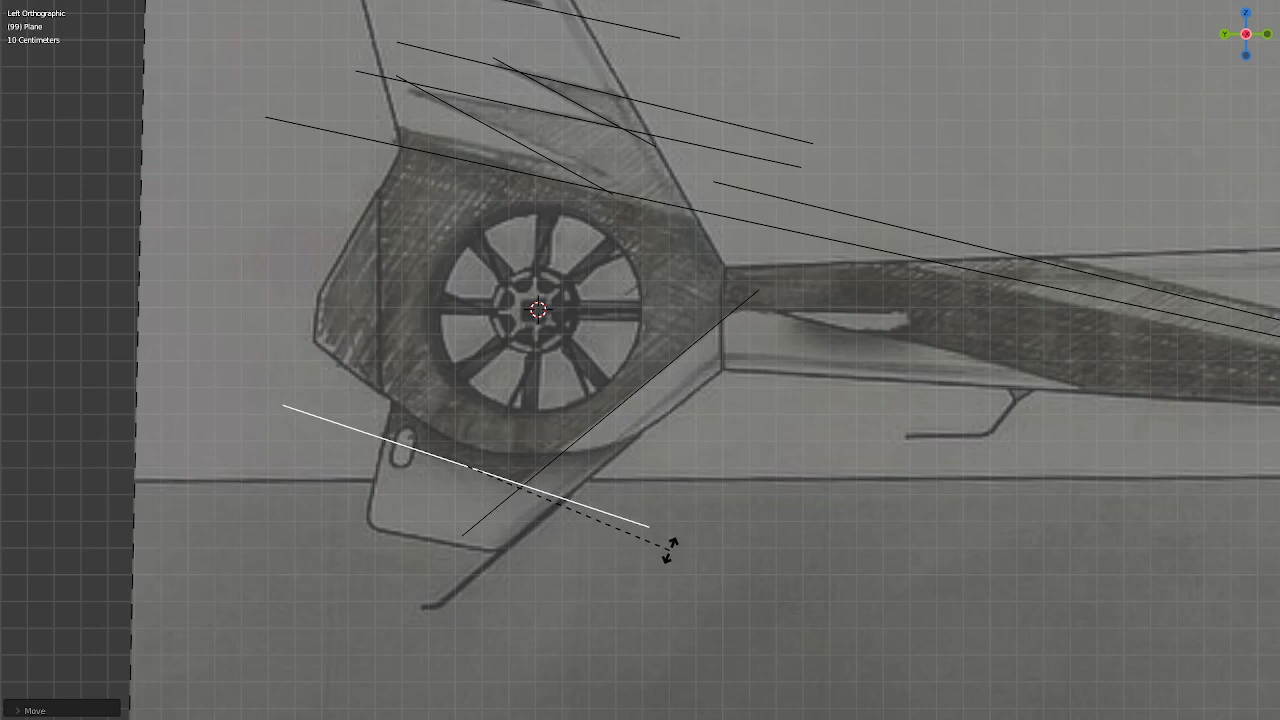 Left Orthographic
(99) Plane
10 Centimeters
Z
Y
X
> Move